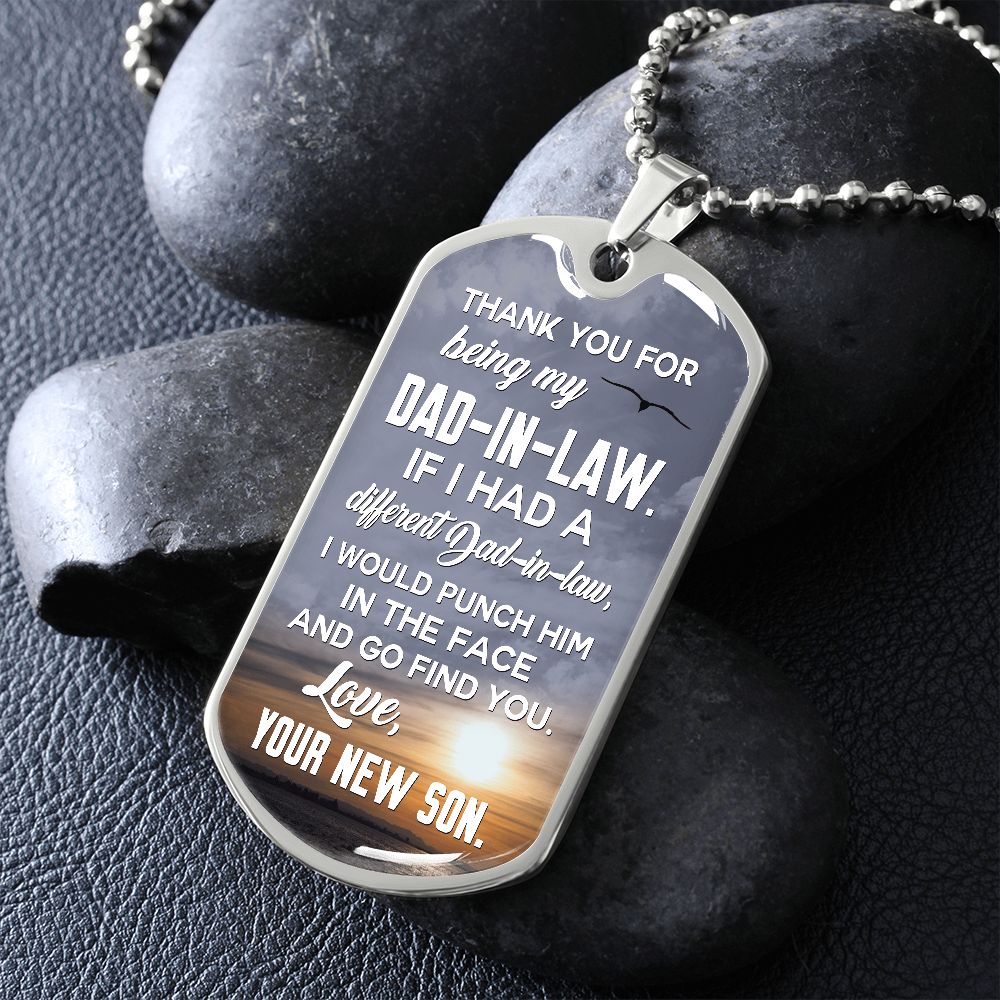 THANK YOU FOR
being my
DAD-IN-LAW.
IF I HAD A
different Dad-in-law,
I WOULD PUNCH HIM
IN THE FACE
AND GO FIND YOU.
Love,
YOUR NEW SON.